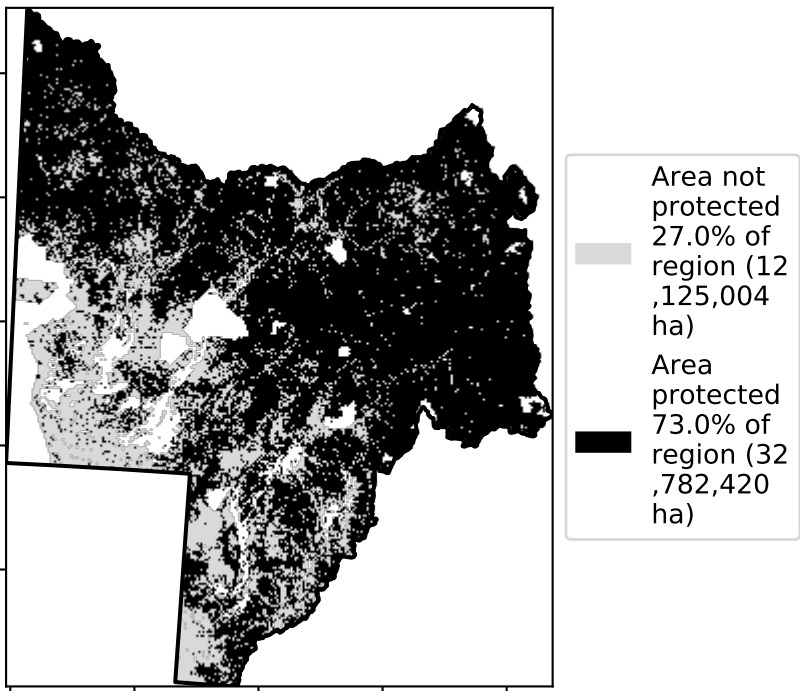 Area not
protected
27.0% of
region (12
,125,004
ha)
Area
protected
73.0% of
region (32
,782,420
ha)